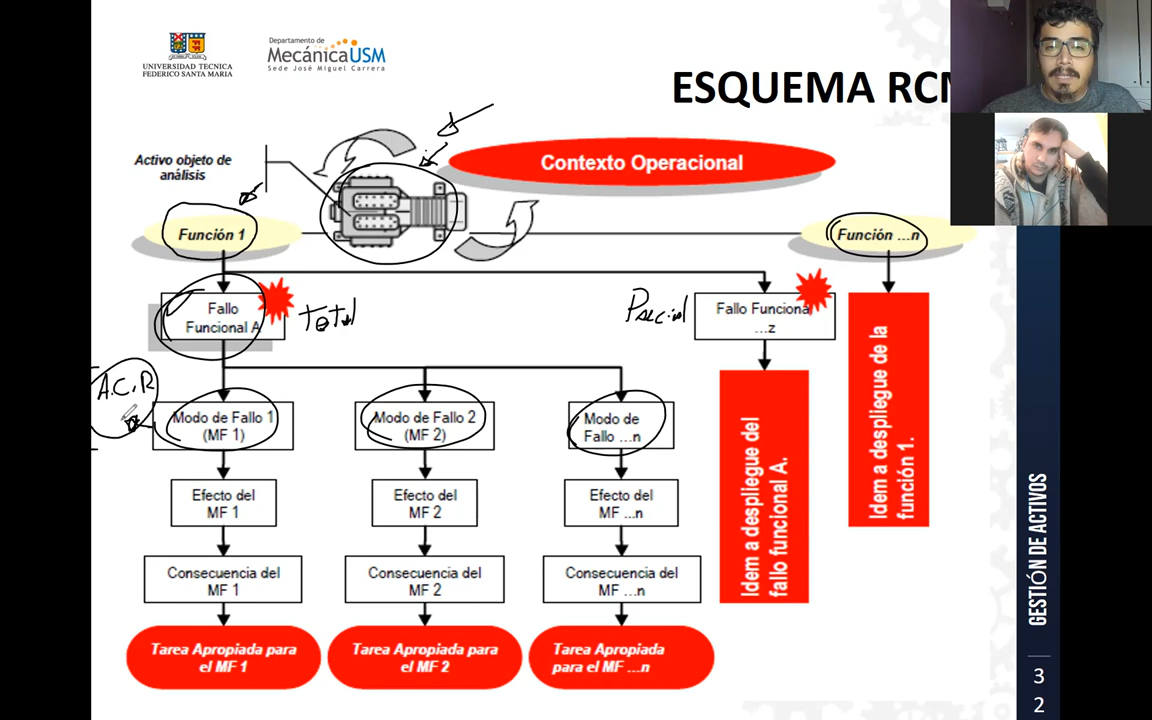 UNIVERSIDAD TECNICA
FEDERICO SANTA MARIA
Departamento de
MecánicaUSM
Sede José Miguel Carrera
ESQUEMA RCM
Activo objeto de
análisis
Contexto Operacional
Función 1
Función ...n
Fallo
Funcional A
Total
Parcial
Fallo Funciona
...z
A.C.R
Modo de Fallo 1
(MF 1)
Modo de Fallo 2
(MF 2)
Modo de
Fallo ...n
Efecto del
MF 1
Efecto del
MF 2
Efecto del
MF ...n
Consecuencia del
MF 1
Consecuencia del
MF 2
Consecuencia del
MF ...n
Tarea Apropiada para
el MF 1
Tarea Apropiada para
el MF 2
Tarea Apropiada
para el MF ...n
Idem a despliegue del
fallo funcional A.
Idem a despliegue de la
función 1.
GESTIÓN DE ACTIVOS
3
2